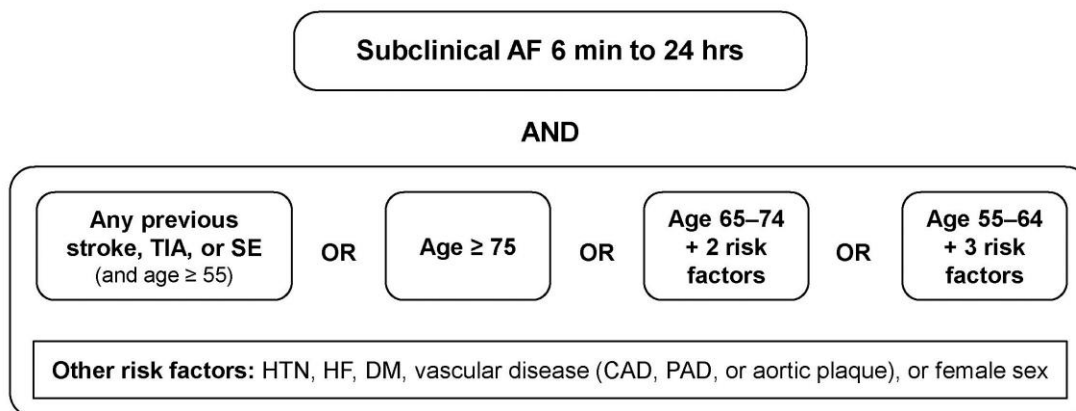 Subclinical AF 6 min to 24 hrs
AND
Any previous
stroke, TIA, or SE
(and age ≥ 55)
OR
Age ≥ 75
OR
Age 65–74
+ 2 risk
factors
OR
Age 55–64
+ 3 risk
factors
Other risk factors: HTN, HF, DM, vascular disease (CAD, PAD, or aortic plaque), or female sex